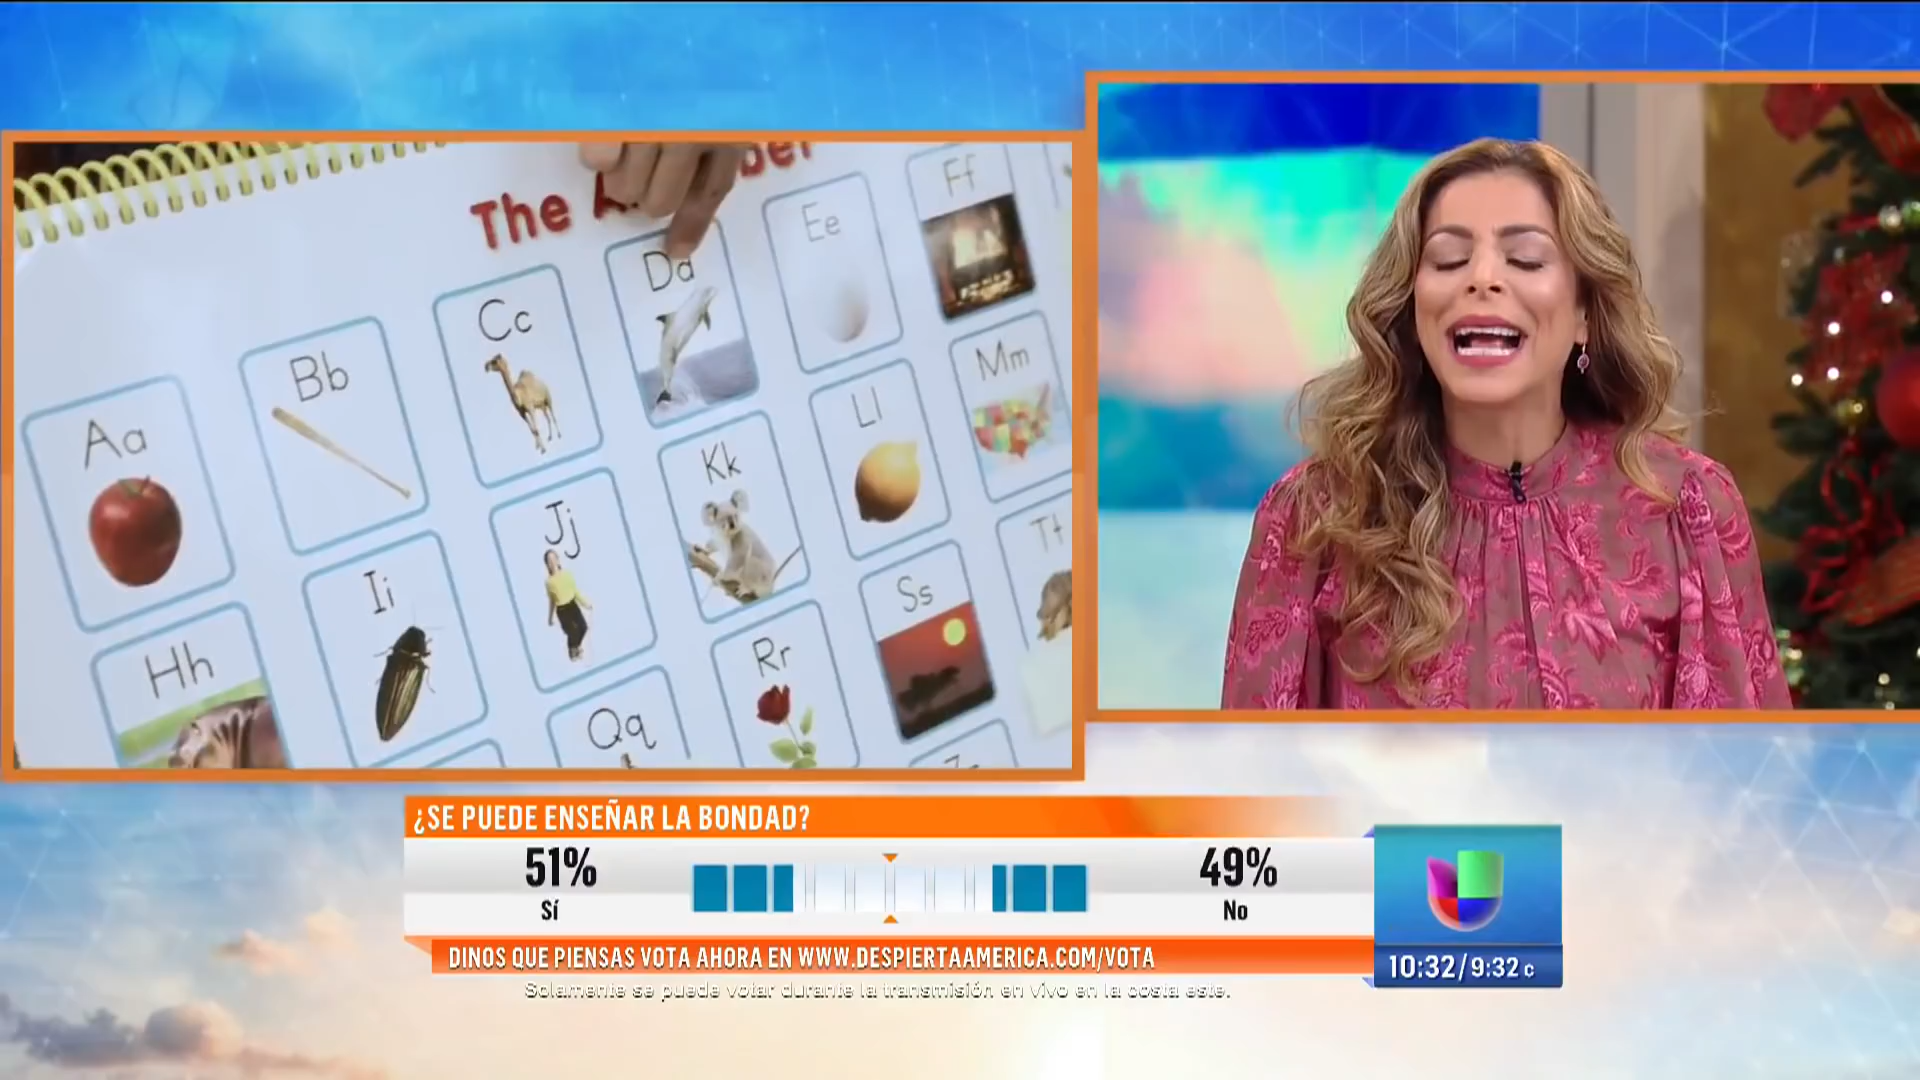 The
Aa
Bb
Cc
Dd
Ee
Ff
Hh
Ii
Jj
Kk
Ll
Mm
Qq
Rr
Ss
Tt
¿SE PUEDE ENSEÑAR LA BONDAD?
51%
Sí
49%
No
DINOS QUE PIENSAS VOTA AHORA EN WWW.DESPIERTAAMERICA.COM/VOTA
Solamente se puede votar durante la transmisión en vivo en la costa este.
10:32/9:32 c